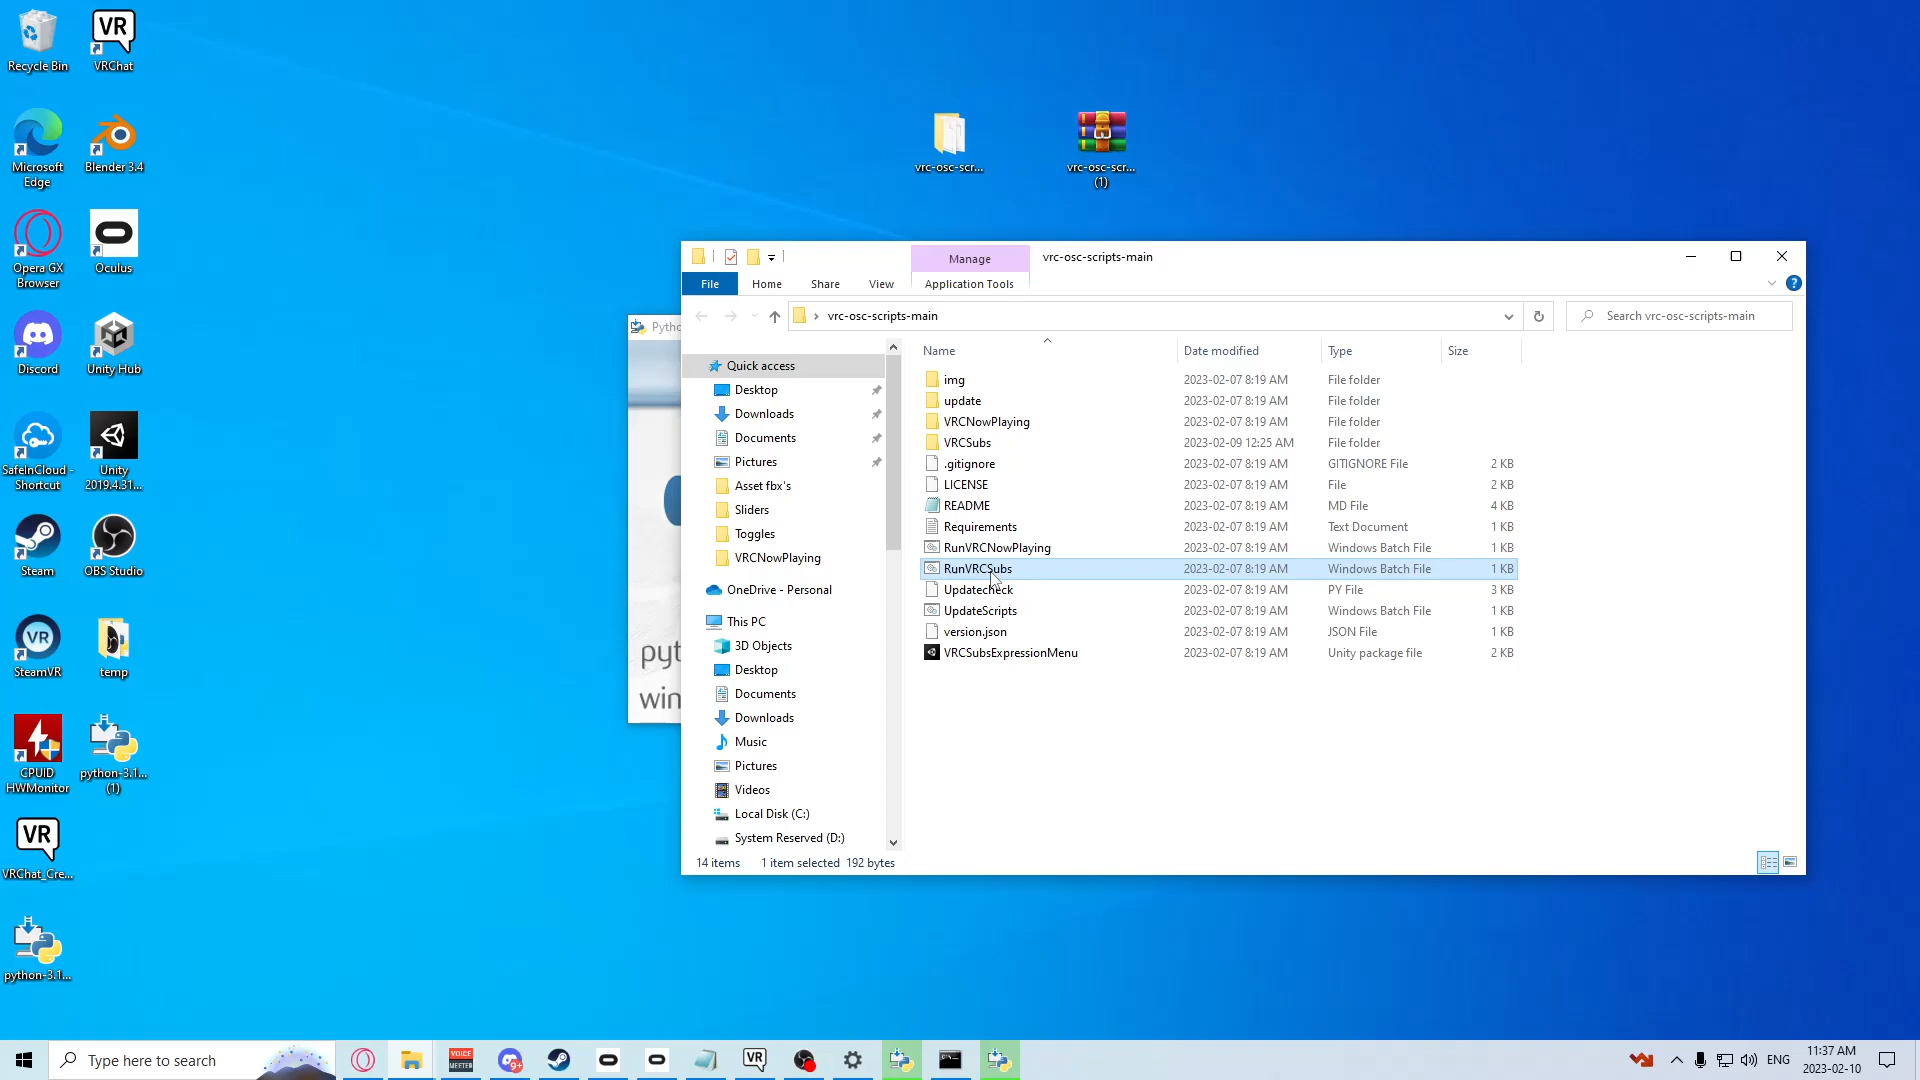 Recycle Bin
VR
VRChat
Microsoft
Edge
Blender 3.4
Opera GX
Browser
Oculus
Discord
Unity Hub
SafeInCloud -
Shortcut
Unity
2019.4.31...
Steam
OBS Studio
VR
SteamVR
temp
CPUID
HWMonitor
python-3.1...
(1)
VR
VRChat_Cre...
python-3.1...
vrc-osc-scr...
vrc-osc-scr...
(1)
Pytho
pyt
win
Manage
vrc-osc-scripts-main
File
Home
Share
View
Application Tools
vrc-osc-scripts-main
Search vrc-osc-scripts-main
Quick access
Desktop
Downloads
Documents
Pictures
Asset fbx's
Sliders
Toggles
VRCNowPlaying
OneDrive - Personal
This PC
3D Objects
Desktop
Documents
Downloads
Music
Pictures
Videos
Local Disk (C:)
System Reserved (D:)
Name Date modified Type Size
img 2023-02-07 8:19 AM File folder
update 2023-02-07 8:19 AM File folder
VRCNowPlaying 2023-02-07 8:19 AM File folder
VRCSubs 2023-02-09 12:25 AM File folder
.gitignore 2023-02-07 8:19 AM GITIGNORE File 2 KB
LICENSE 2023-02-07 8:19 AM File 2 KB
README 2023-02-07 8:19 AM MD File 4 KB
Requirements 2023-02-07 8:19 AM Text Document 1 KB
RunVRCNowPlaying 2023-02-07 8:19 AM Windows Batch File 1 KB
RunVRCSubs 2023-02-07 8:19 AM Windows Batch File 1 KB
Updatecheck 2023-02-07 8:19 AM PY File 3 KB
UpdateScripts 2023-02-07 8:19 AM Windows Batch File 1 KB
version.json 2023-02-07 8:19 AM JSON File 1 KB
VRCSubsExpressionMenu 2023-02-07 8:19 AM Unity package file 2 KB
14 items 1 item selected 192 bytes
Type here to search
VOICE
MEETER
9+
VR
ENG
11:37 AM
2023-02-10